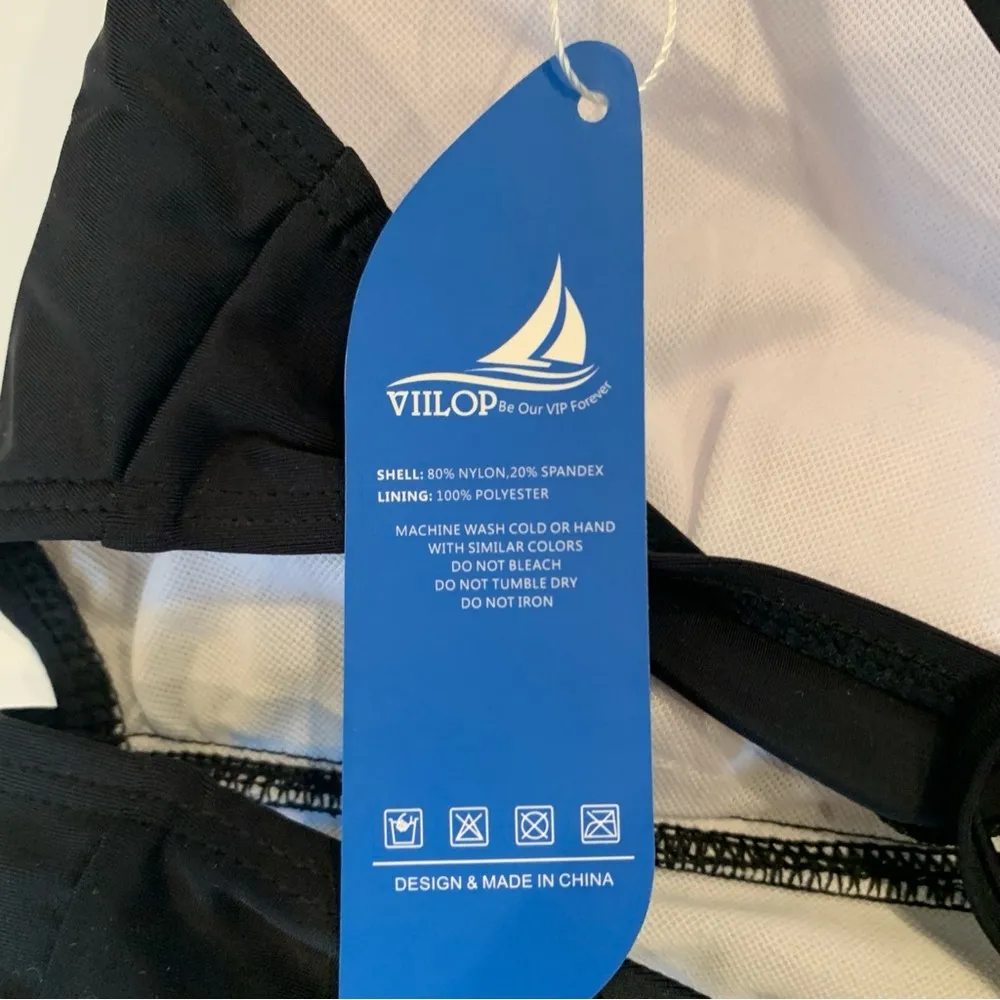 VIILOP Be Our VIP Forever
SHELL: 80% NYLON,20% SPANDEX
LINING: 100% POLYESTER
MACHINE WASH COLD OR HAND
WITH SIMILAR COLORS
DO NOT BLEACH
DO NOT TUMBLE DRY
DO NOT IRON
DESIGN & MADE IN CHINA